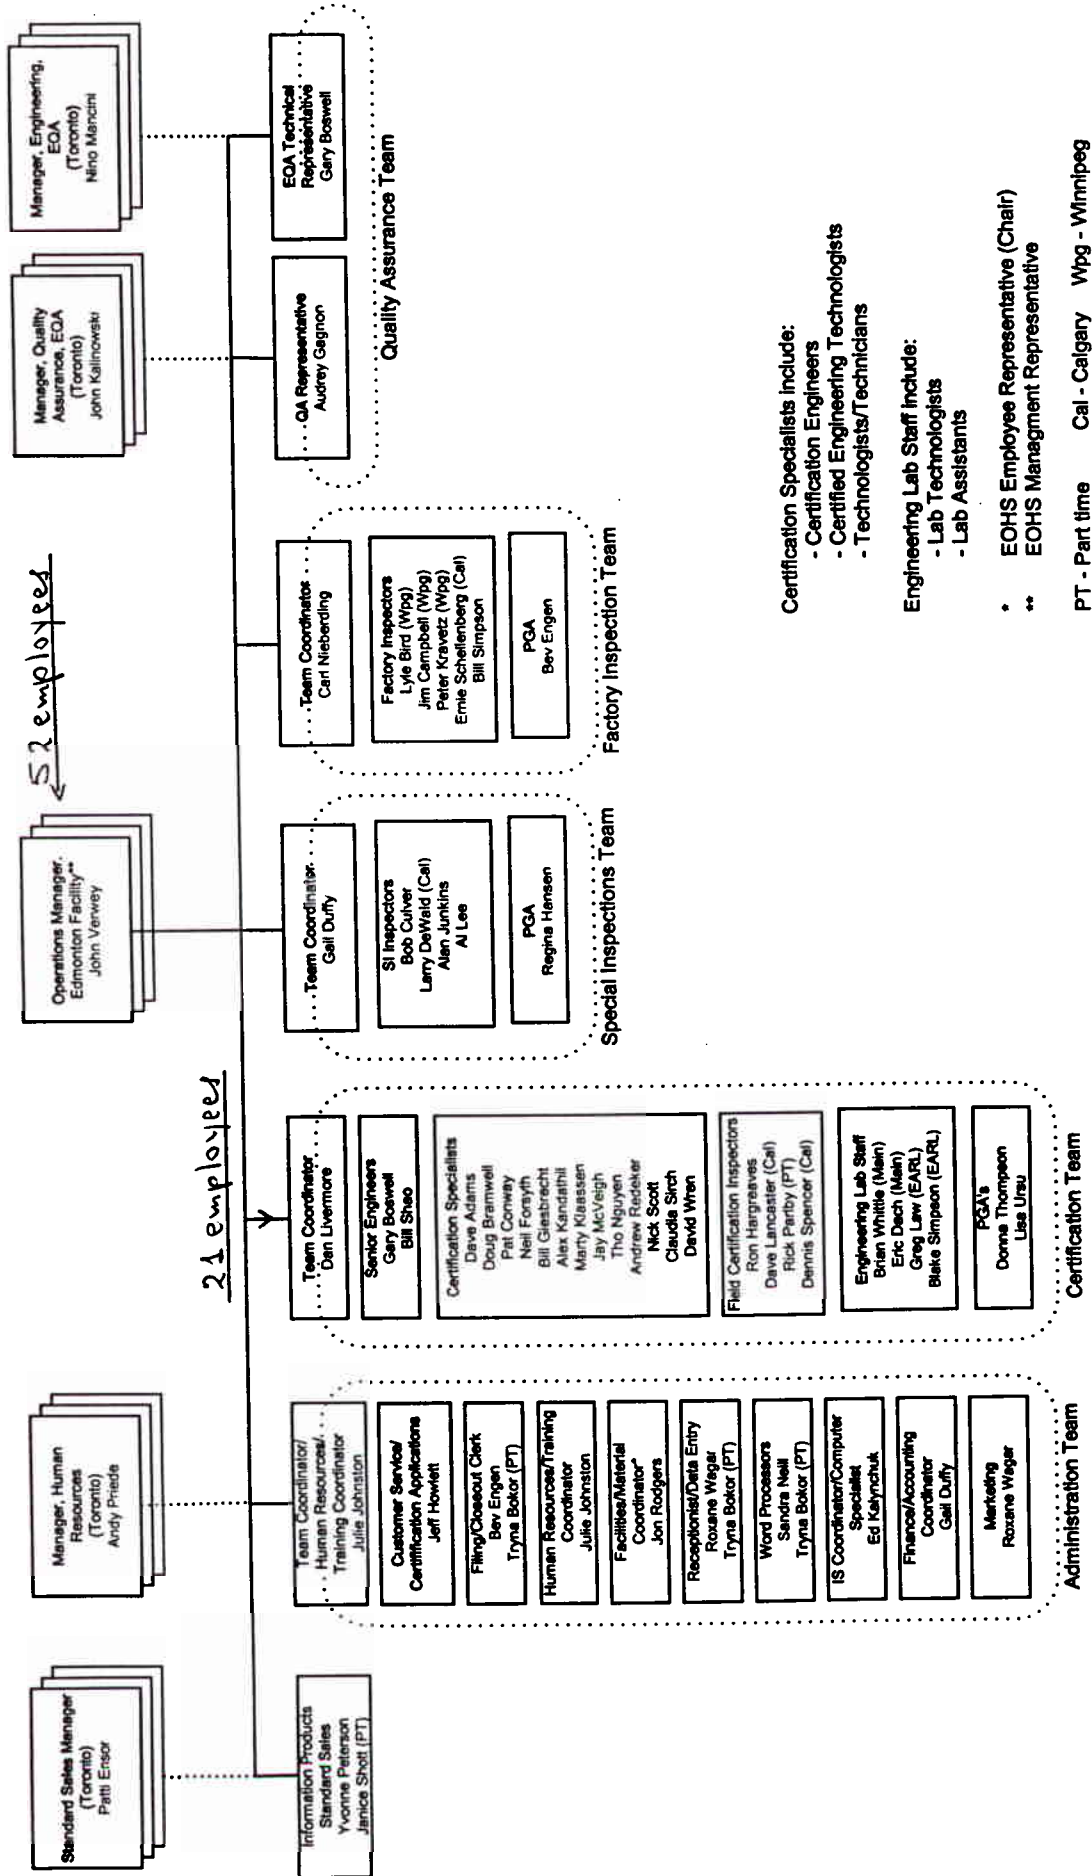 Standard Sales Manager
(Toronto)
Patti Ensor
Manager, Human
Resources
(Toronto)
Andy Priede
Operations Manager,
Edmonton Facility**
John Verwey
52 employees
Manager, Quality
Assurance, EQA
(Toronto)
John Kalinowski
Manager, Engineering,
EQA
(Toronto)
Nino Mancini
21 employees
Information Products
Standard Sales
Yvonne Peterson
Janice Shott (PT)
Team Coordinator/
Human Resources/
Training Coordinator
Julie Johnston
Customer Service/
Certifification Applications
Jeff Howlett
Filing/Closeout Clerk
Bev Engen
Tryna Bokor (PT)
Human Resources/Training
Coordinator
Julie Johnston
Facilities/Material
Coordinator*
Jon Rodgers
Receptionist/Data Entry
Roxane Wagar
Tryna Bokor (PT)
Word Processors
Sandra Neill
Tryna Bokor (PT)
IS Coordinator/Computer
Specialist
Ed Kalynchuk
Finance/Accounting
Coordinator
Gail Duffy
Marketing
Roxane Wagar
Administration Team
Team Coordinator
Dan Livermore
Senior Engineers
Gary Boswell
Bill Shao
Certification Specialists
Dave Adams
Doug Bramwell
Pat Conway
Neil Forsyth
Bill Giesbrecht
Alex Kandathil
Marty Klaassen
Jay McVeigh
Tho Nguyen
Andrew Redeker
Nick Scott
Claudia Sirch
David Wren
Field Certification Inspectors
Ron Hargreaves
Dave Lancaster (Cal)
Rick Partby (PT)
Dennis Spencer (Cal)
Engineering Lab Staff
Brian Whittle (Main)
Eric Dach (Main)
Greg Law (EARL)
Blake Simpson (EARL)
PGA's
Donna Thompson
Lisa Ursu
Certification Team
Team Coordinator
Gail Duffy
SI Inspectors
Bob Culver
Larry DeWald (Cal)
Alan Junkins
Al Lee
PGA
Regina Hansen
Special Inspections Team
Team Coordinator
Carl Nieberding
Factory Inspectors
Lyle Bird (Wpg)
Jim Campbell (Wpg)
Peter Kravetz (Wpg)
Ernie Schellenberg (Cal)
Bill Simpson
PGA
Bev Engen
Factory Inspection Team
QA Representative
Audrey Gagnon
EQA Technical
Representative
Gary Boswell
Quality Assurance Team
Certification Specialists include:
- Certification Engineers
- Certified Engineering Technologists
- Technologists/Technicians
Engineering Lab Staff include:
- Lab Technologists
- Lab Assistants
* EOHS Employee Representative (Chair)
** EOHS Managment Representative
PT - Part time Cal - Calgary Wpg - Winnipeg